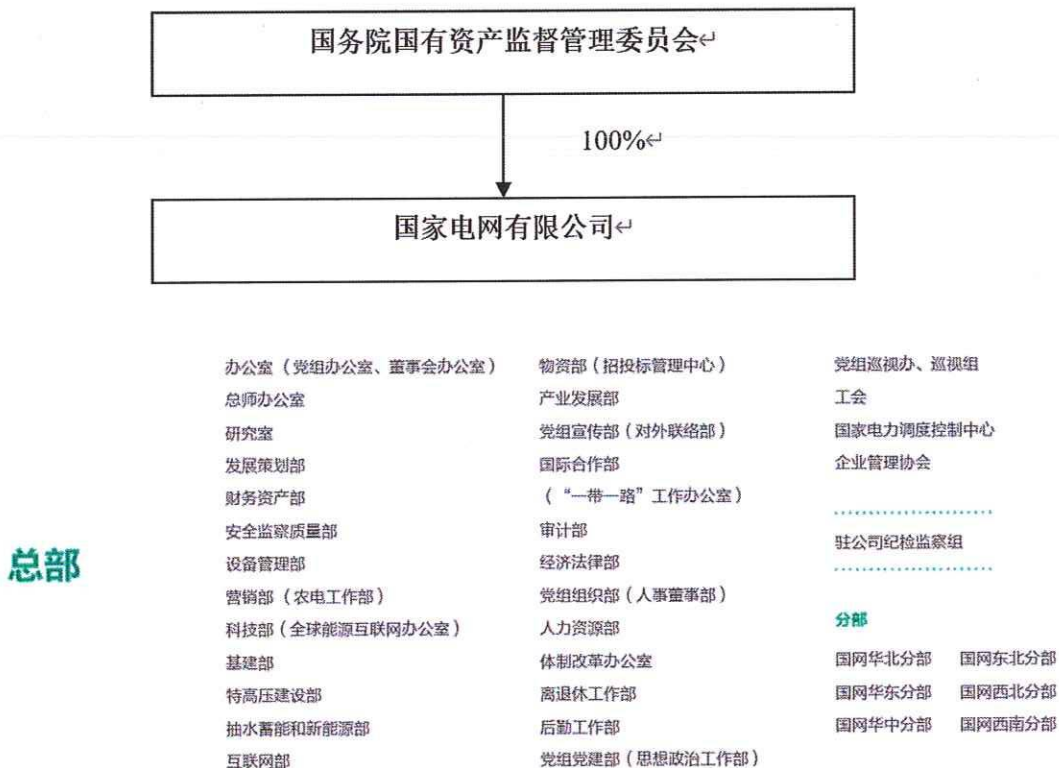 国务院国有资产监督管理委员会↵
100%↵
国家电网有限公司↵
总部
办公室（党组办公室、董事会办公室）
总师办公室
研究室
发展策划部
财务资产部
安全监察质量部
设备管理部
营销部（农电工作部）
科技部（全球能源互联网办公室）
基建部
特高压建设部
抽水蓄能和新能源部
互联网部
物资部（招投标管理中心）
产业发展部
党组宣传部（对外联络部）
国际合作部
（“一带一路”工作办公室）
审计部
经济法律部
党组组织部（人事董事部）
人力资源部
体制改革办公室
离退休工作部
后勤工作部
党组党建部（思想政治工作部）
党组巡视办、巡视组
工会
国家电力调度控制中心
企业管理协会
驻公司纪检监察组
分部
国网华北分部 国网东北分部
国网华东分部 国网西北分部
国网华中分部 国网西南分部